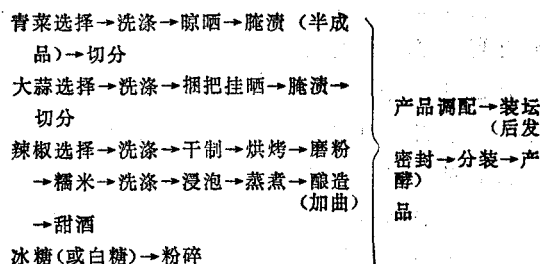 青菜选择→洗涤→晾晒→腌渍（半成
品）→切分
大蒜选择→洗涤→捆把挂晒→腌渍→
切分
辣椒选择→洗涤→干制→烘烤→磨粉
→糯米→洗涤→浸泡→蒸煮→酿造
（加曲）
→甜酒
冰糖（或白糖）→粉碎
产品调配→装坛
（后发
密封→分装→产
酵）
品